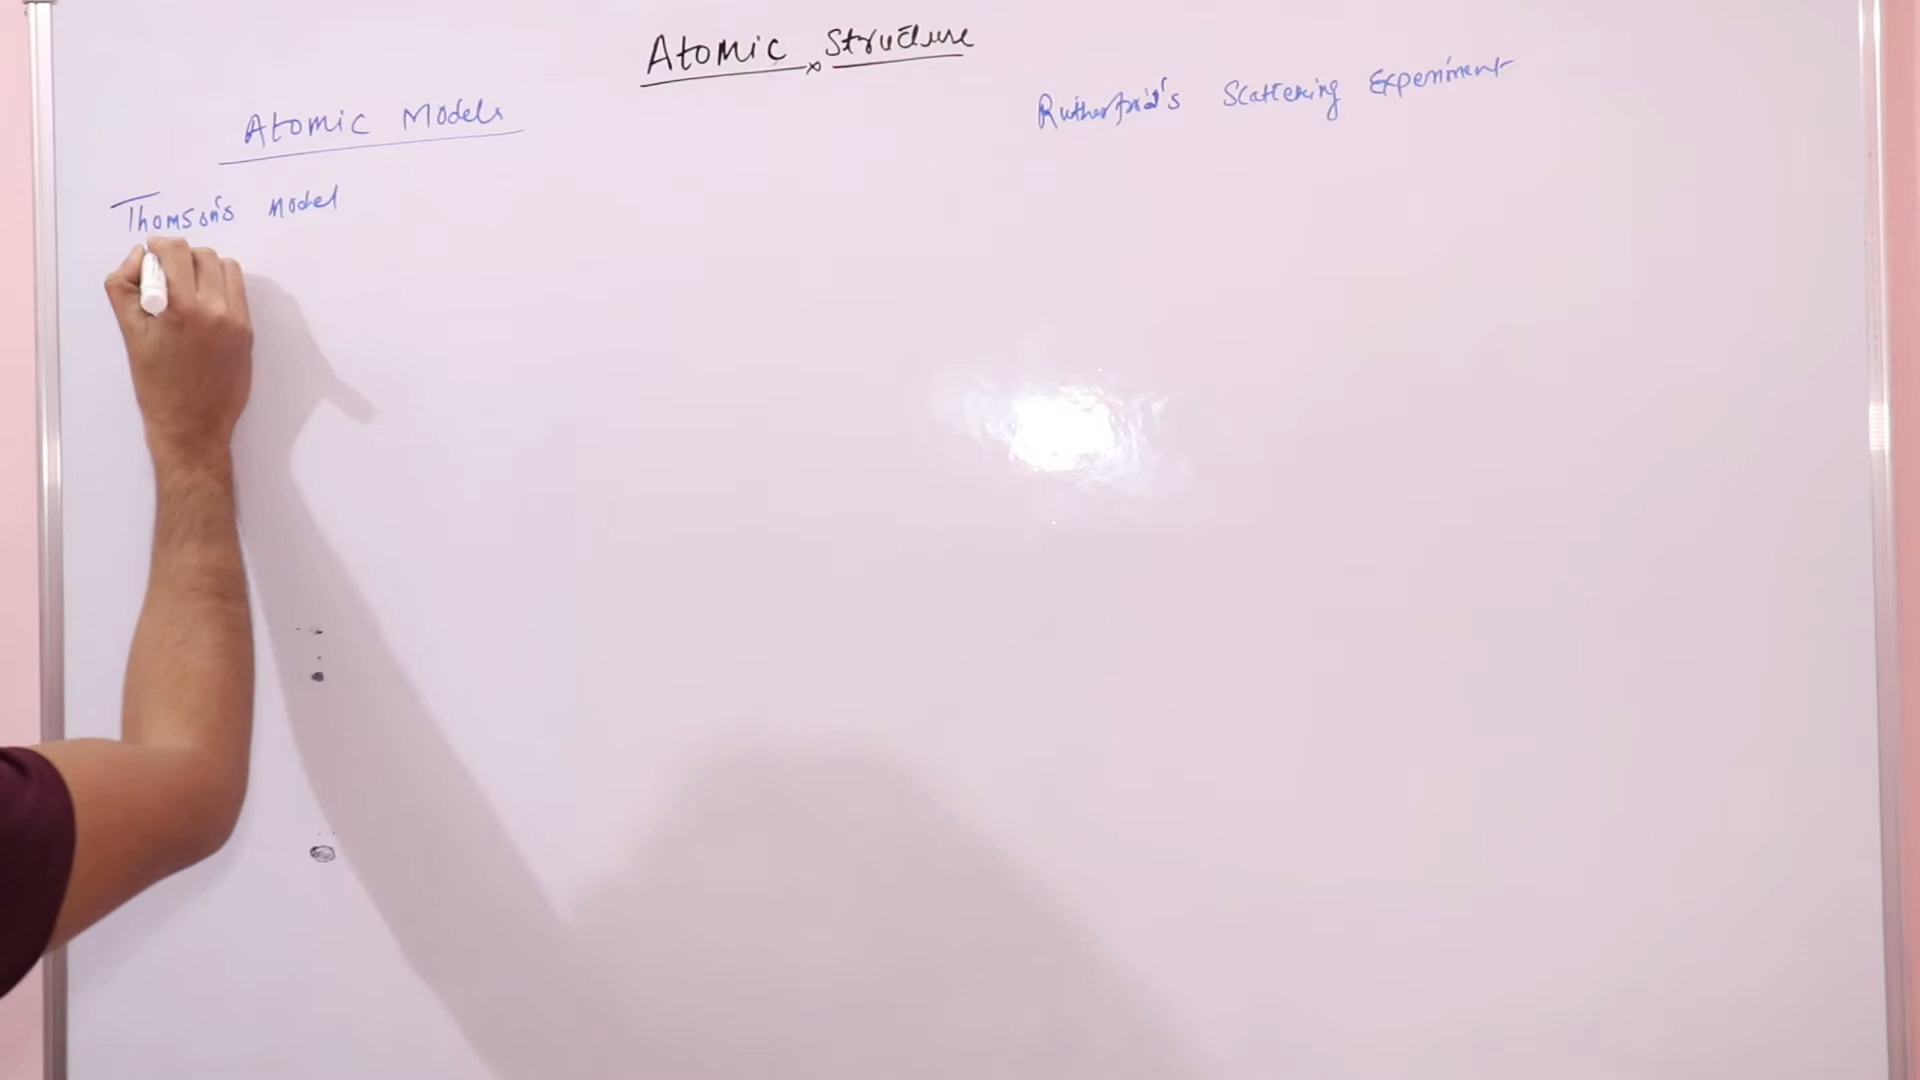 Atomic Structure
Atomic Models
Rutherford's Scattering Experiment
Thomson's Model